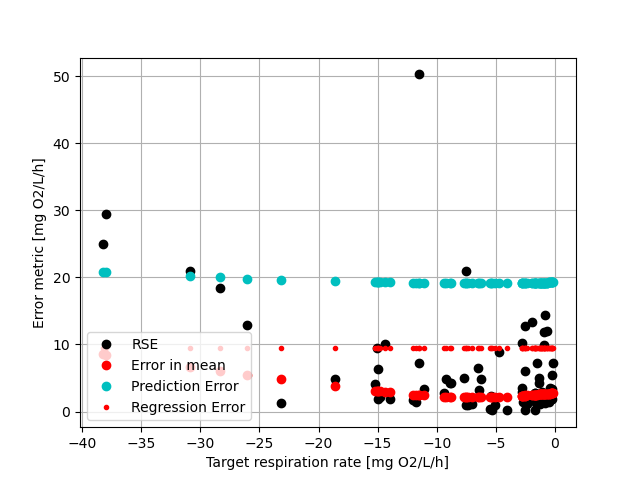 50
40
30
20
10
0
Error metric [mg O2/L/h]
RSE
Error in mean
Prediction Error
Regression Error
−40 −35 −30 −25 −20 −15 −10 −5 0
Target respiration rate [mg O2/L/h]